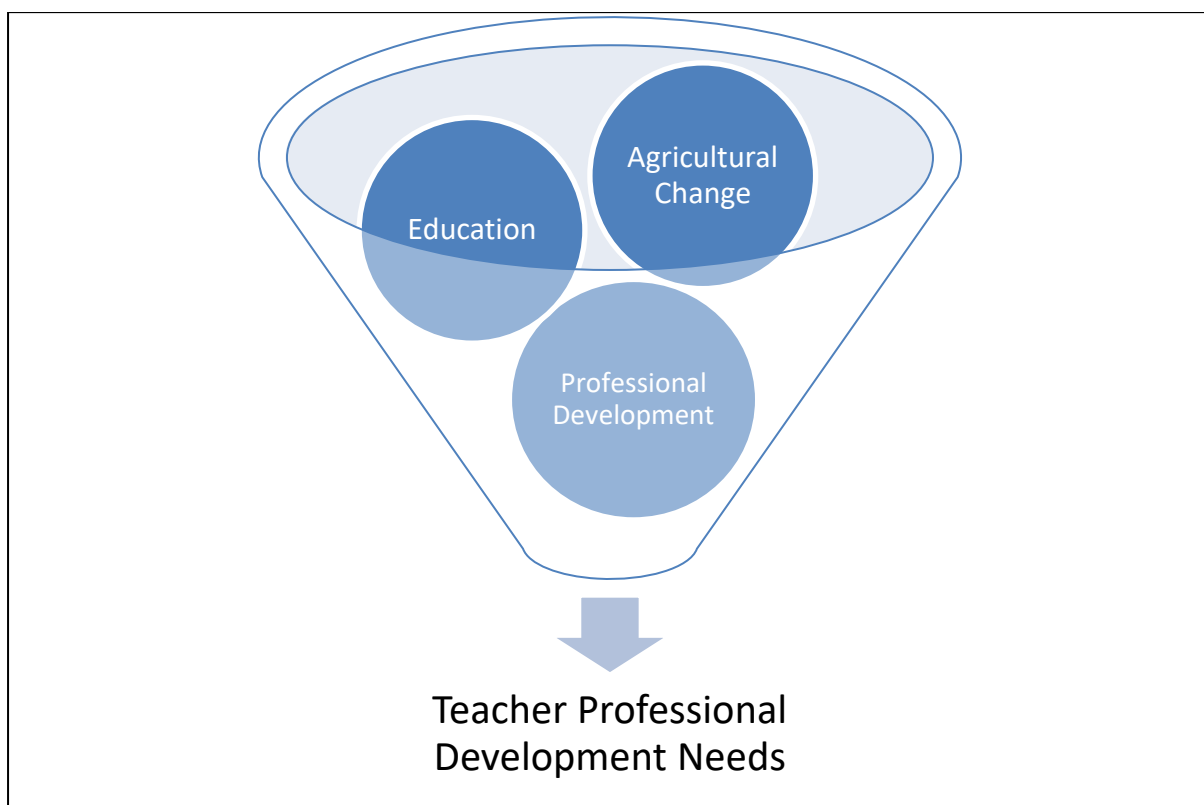 Agricultural
Change
Education
Professional
Development
Teacher Professional
Development Needs